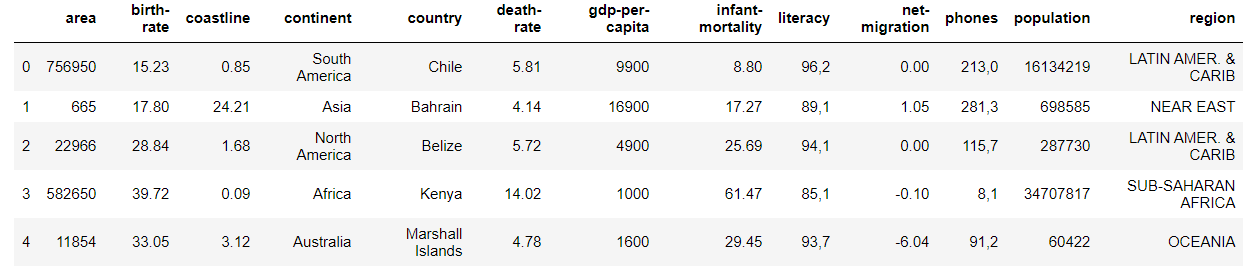 area birth-rate coastline continent country death-rate gdp-per-capita infant-mortality literacy net-migration phones population region
0 756950 15.23 0.85 South America Chile 5.81 9900 8.80 96,2 0.00 213,0 16134219 LATIN AMER. & CARIB
1 665 17.80 24.21 Asia Bahrain 4.14 16900 17.27 89,1 1.05 281,3 698585 NEAR EAST
2 22966 28.84 1.68 North America Belize 5.72 4900 25.69 94,1 0.00 115,7 287730 LATIN AMER. & CARIB
3 582650 39.72 0.09 Africa Kenya 14.02 1000 61.47 85,1 -0.10 8,1 34707817 SUB-SAHARAN AFRICA
4 11854 33.05 3.12 Australia Marshall Islands 4.78 1600 29.45 93,7 -6.04 91,2 60422 OCEANIA